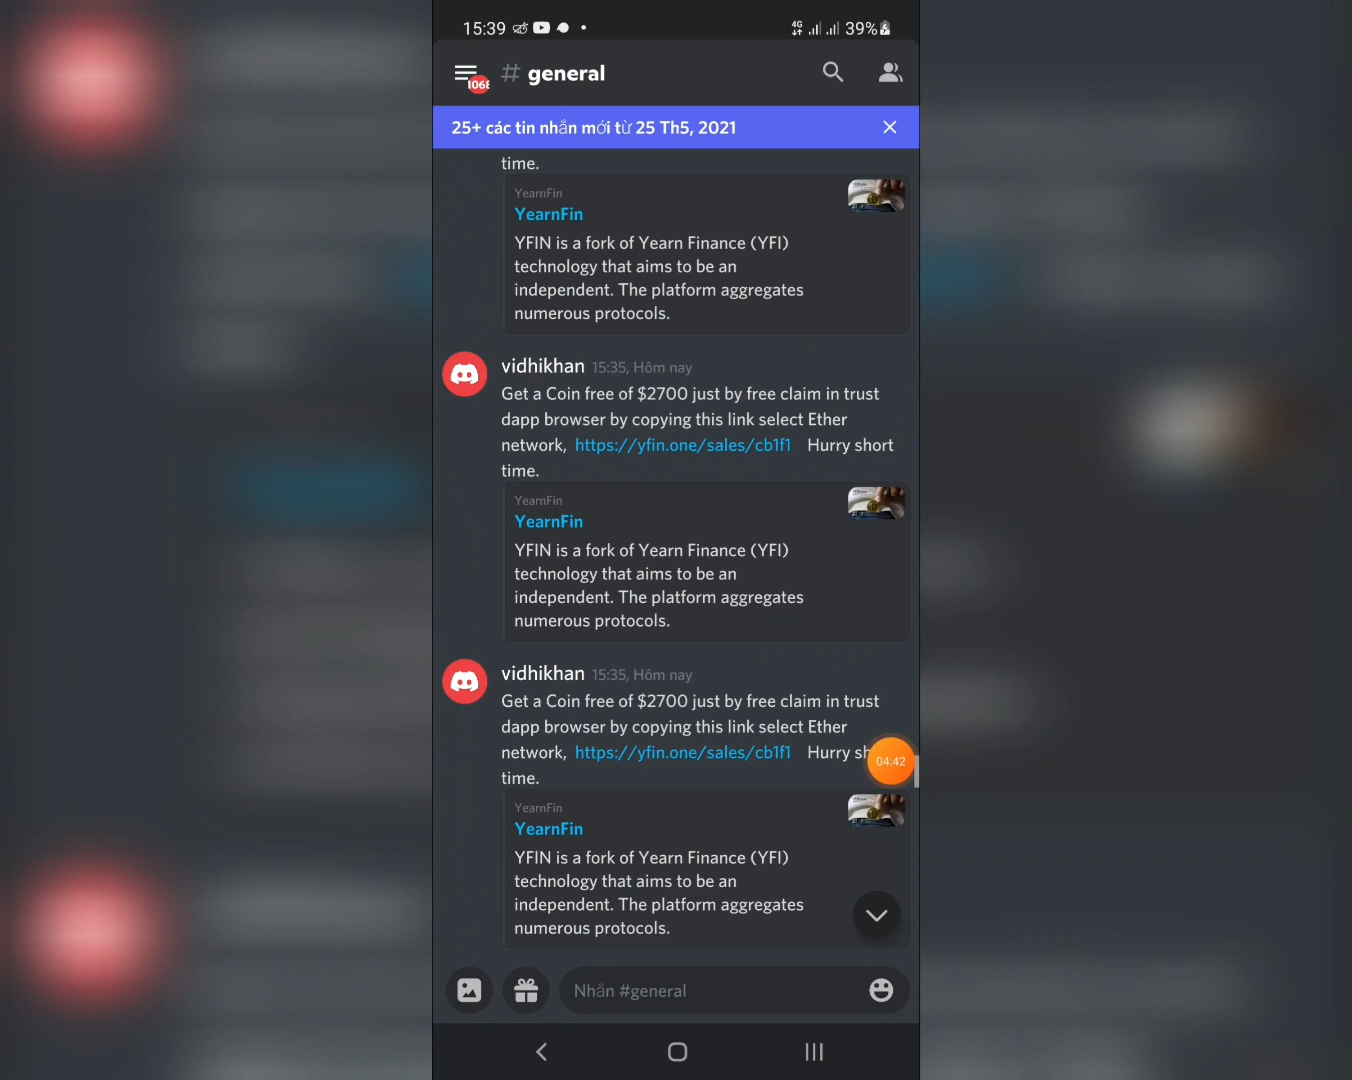 15:39
4G
39%
# general
25+ các tin nhắn mới từ 25 Th5, 2021
time.
YearnFin
YearnFin
YFIN is a fork of Yearn Finance (YFI)
technology that aims to be an
independent. The platform aggregates
numerous protocols.
vidhikhan 15:35, Hôm nay
Get a Coin free of $2700 just by free claim in trust
dapp browser by copying this link select Ether
network, https://yfin.one/sales/cb1f1 Hurry short
time.
YearnFin
YearnFin
YFIN is a fork of Yearn Finance (YFI)
technology that aims to be an
independent. The platform aggregates
numerous protocols.
vidhikhan 15:35, Hôm nay
Get a Coin free of $2700 just by free claim in trust
dapp browser by copying this link select Ether
network, https://yfin.one/sales/cb1f1 Hurry
04:42
time.
YearnFin
YearnFin
YFIN is a fork of Yearn Finance (YFI)
technology that aims to be an
independent. The platform aggregates
numerous protocols.
Nhắn #general